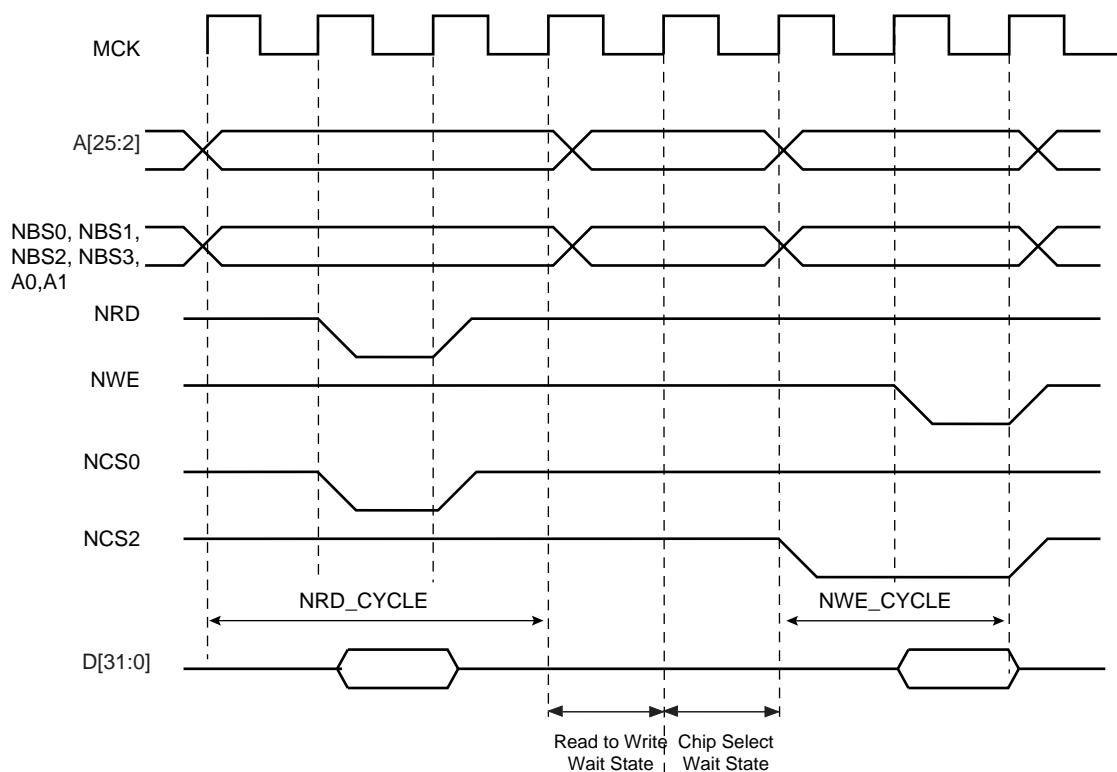 MCK
A[25:2]
NBS0, NBS1,
NBS2, NBS3,
A0,A1
NRD
NWE
NCS0
NCS2
NRD_CYCLE
NWE_CYCLE
D[31:0]
Read to Write
Wait State
Chip Select
Wait State